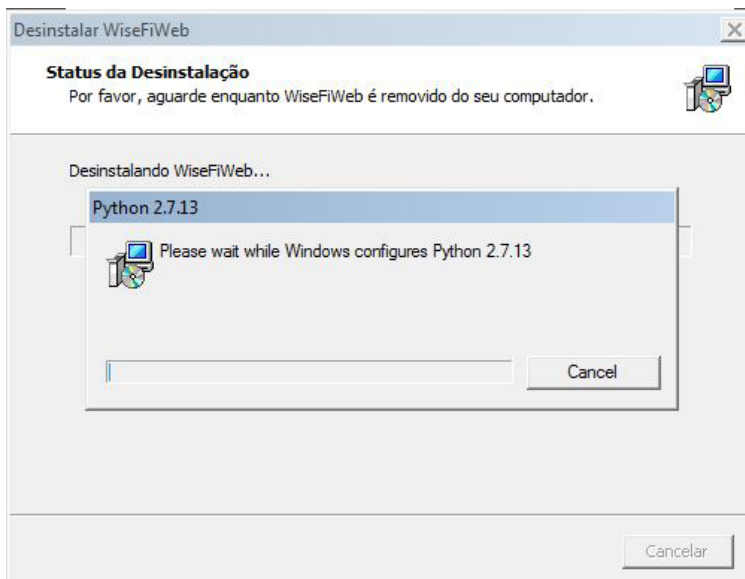 Desinstalar WiseFiWeb
Status da Desinstalação
Por favor, aguarde enquanto WiseFiWeb é removido do seu computador.
Desinstalando WiseFiWeb...
Python 2.7.13
Please wait while Windows configures Python 2.7.13
Cancel
Cancelar